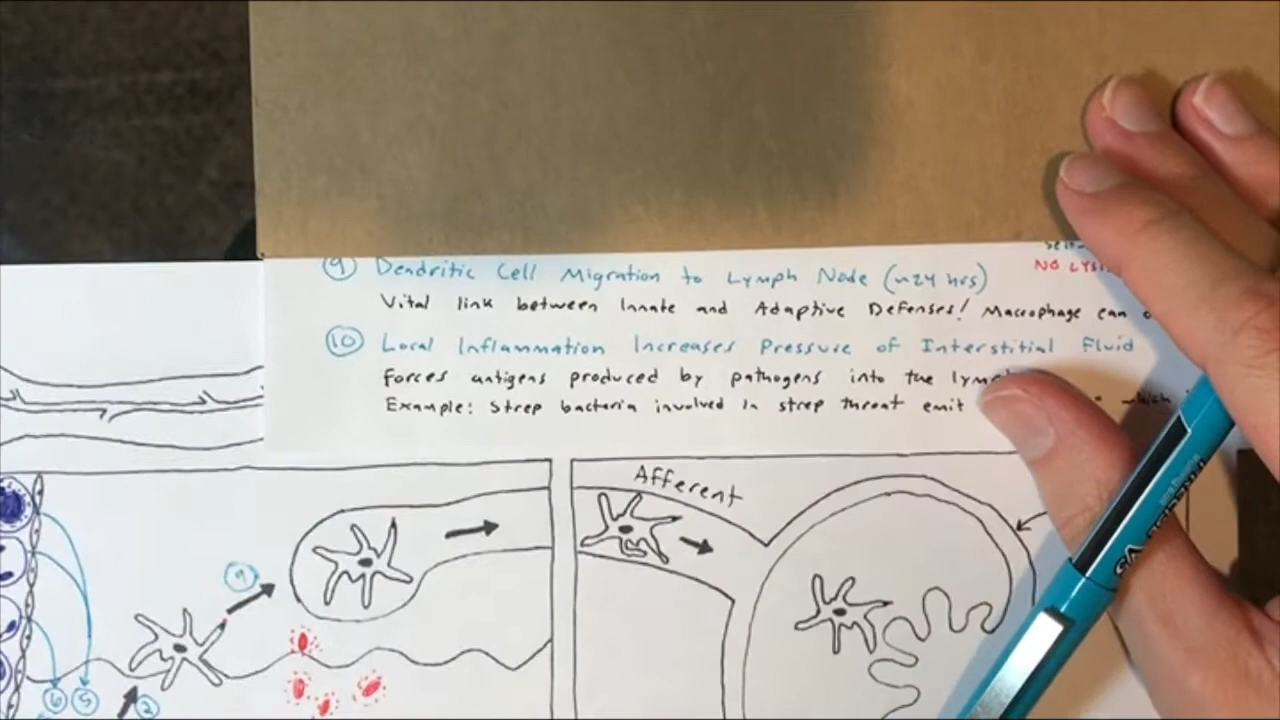 ⑨ Dendritic Cell Migration to Lymph Node (~24 hrs)
NO LYSIS
Vital link between Innate and Adaptive Defenses! Macrophage can
⑩ Local Inflammation Increases Pressure of Interstitial Fluid
Forces antigens produced by pathogens into the
Example: Strep bacteria involved in strep throat emit which
Afferent
⑨
⑥ ⑤
②